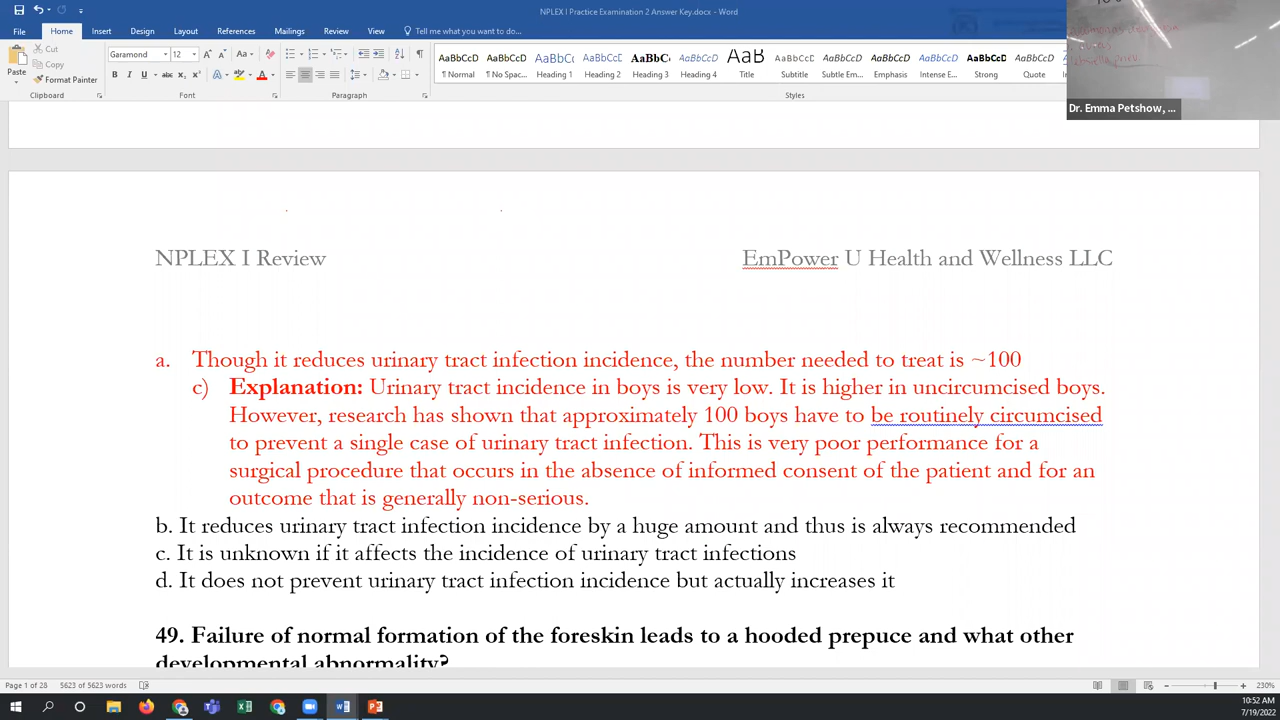 NPLEX I Practice Examination 2 Answer Key.docx - Word
File Home Insert Draw Design Layout References Mailings Review View Help Tell me what you want to do...
Paste Cut Copy Format Painter
Clipboard
Garamond 12
Font
Paragraph
AaBbCcD AaBbCcD AaBbC AaBbCcD AaBbC AaBbCcD AaB AaBbCcD AaBbCcD AaBbCcD AaBbCcD AaBbCcD AaBbCcD
¶ Normal ¶ No Spac... Heading 1 Heading 2 Heading 3 Heading 4 Title Subtitle Subtle Em... Emphasis Intense E... Strong Quote
Styles
Dr. Emma Petshow, ...
NPLEX I Review EmPower U Health and Wellness LLC
a. Though it reduces urinary tract infection incidence, the number needed to treat is ~100
c) Explanation: Urinary tract incidence in boys is very low. It is higher in uncircumcised boys.
However, research has shown that approximately 100 boys have to be routinely circumcised
to prevent a single case of urinary tract infection. This is very poor performance for a
surgical procedure that occurs in the absence of informed consent of the patient and for an
outcome that is generally non-serious.
b. It reduces urinary tract infection incidence by a huge amount and thus is always recommended
c. It is unknown if it affects the incidence of urinary tract infections
d. It does not prevent urinary tract infection incidence but actually increases it
49. Failure of normal formation of the foreskin leads to a hooded prepuce and what other
developmental abnormality?
Page 1 of 28 5623 of 5623 words 230%
10:52 AM
7/19/2022